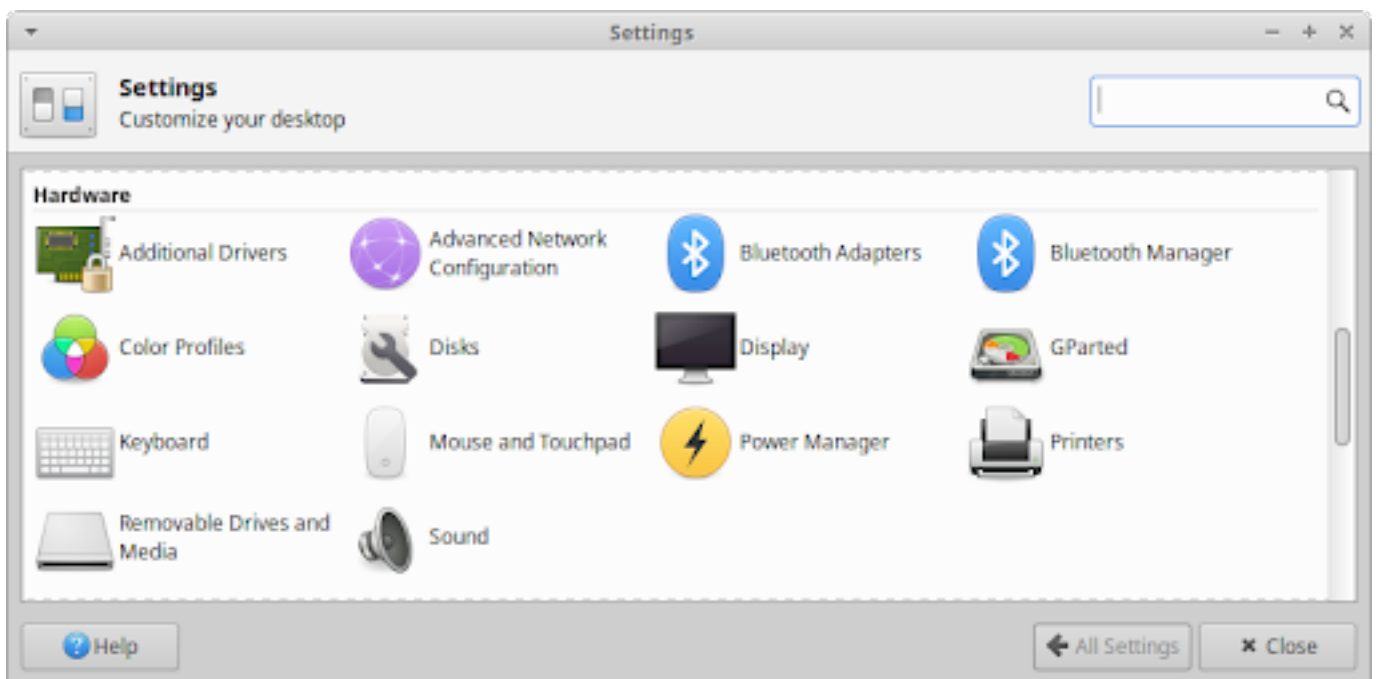 Settings
Settings
Customize your desktop
Hardware
Additional Drivers
Advanced Network
Configuration
Bluetooth Adapters
Bluetooth Manager
Color Profiles
Disks
Display
GParted
Keyboard
Mouse and Touchpad
Power Manager
Printers
Removable Drives and
Media
Sound
Help
All Settings
Close